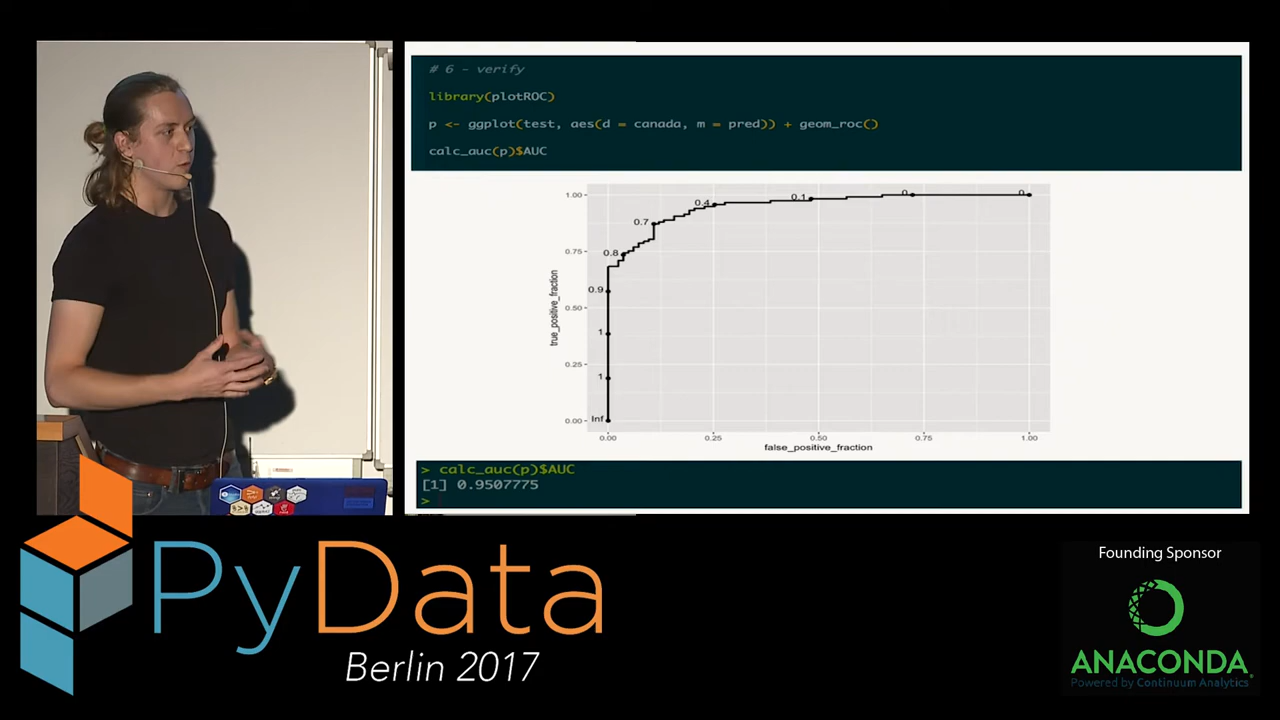 # 6 - verify
library(plotROC)
p <- ggplot(test, aes(d = canada, m = pred)) + geom_roc()
calc_auc(p)$AUC
1.00
0.75
0.50
0.25
0.00
true_positive_fraction
Inf
1
1
0.9
0.8
0.7
0.4
0.1
0
0
0.00 0.25 0.50 0.75 1.00
false_positive_fraction
> calc_auc(p)$AUC
[1] 0.9507775
>
PyData
Berlin 2017
Founding Sponsor
ANACONDA
Powered by Continuum Analytics